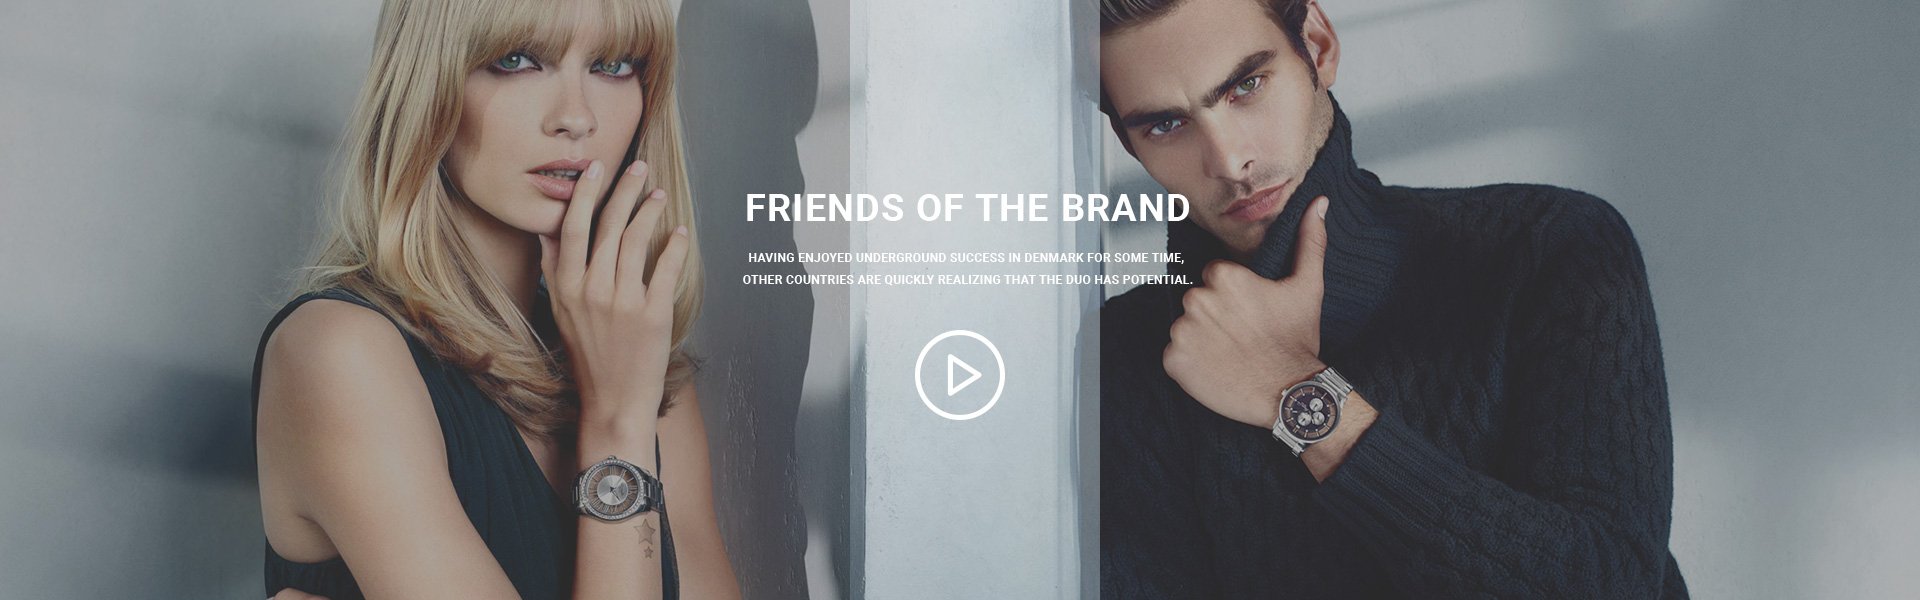 FRIENDS OF THE BRAND
HAVING ENJOYED UNDERGROUND SUCCESS IN DENMARK FOR SOME TIME,
OTHER COUNTRIES ARE QUICKLY REALIZING THAT THE DUO HAS POTENTIAL.